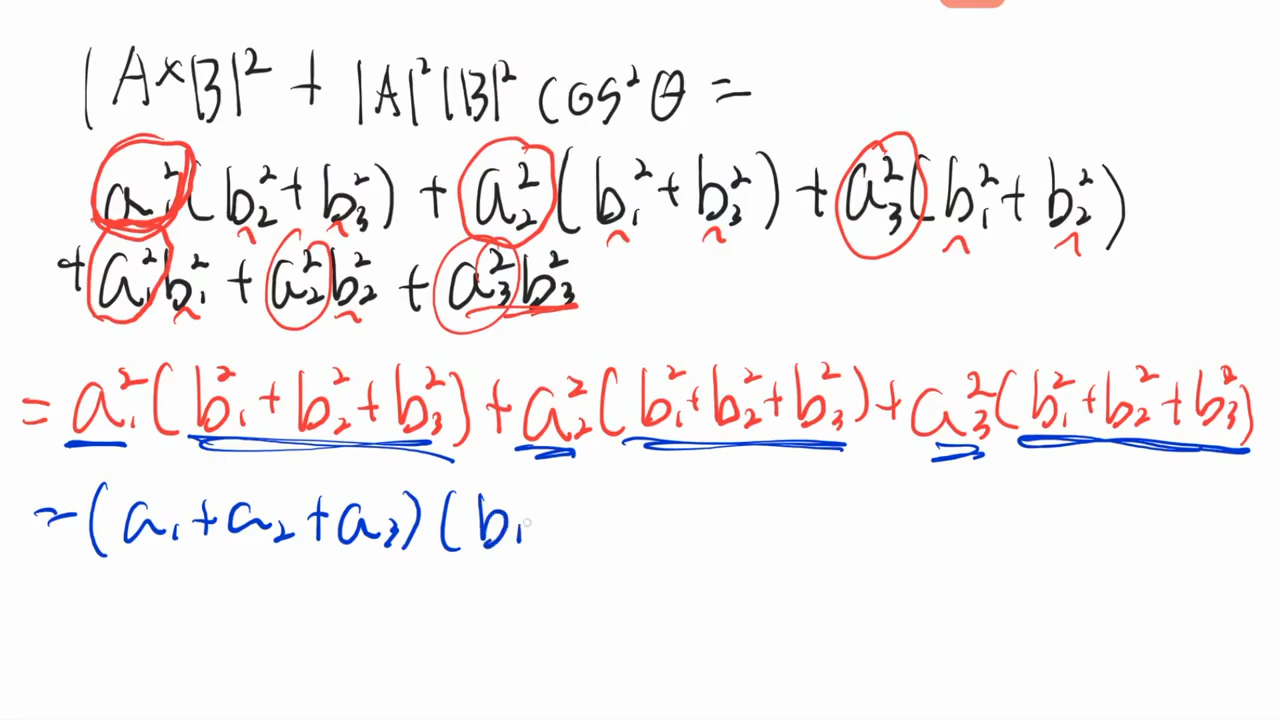 |A×B|² + |A|²|B|² cos²θ =
a₁²(b₂²+b₃²) + a₂²(b₁²+b₃²) + a₃²(b₁²+b₂²)
+a₁²b₁² + a₂²b₂² + a₃²b₃²
= a₁²(b₁²+b₂²+b₃²)+a₂²(b₁²+b₂²+b₃²)+a₃²(b₁²+b₂²+b₃²)
=(a₁+a₂+a₃)(b₁